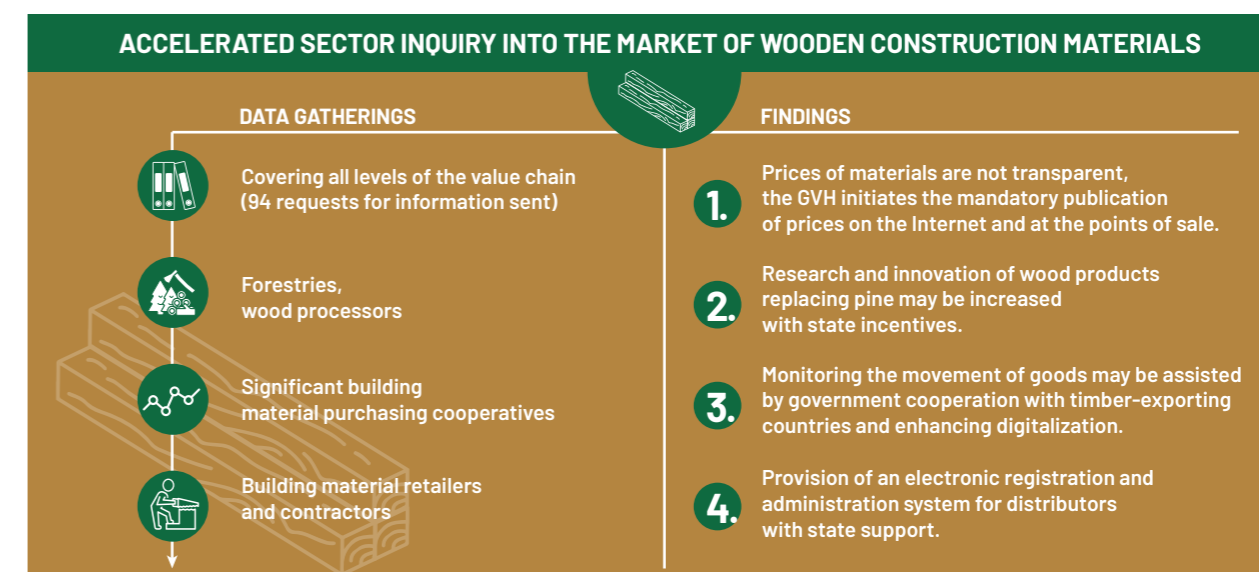 ACCELERATED SECTOR INQUIRY INTO THE MARKET OF WOODEN CONSTRUCTION MATERIALS
DATA GATHERINGS
Covering all levels of the value chain
(94 requests for information sent)
Forestries,
wood processors
Significant building
material purchasing cooperatives
Building material retailers
and contractors
FINDINGS
1.
Prices of materials are not transparent,
the GVH initiates the mandatory publication
of prices on the Internet and at the points of sale.
2.
Research and innovation of wood products
replacing pine may be increased
with state incentives.
3.
Monitoring the movement of goods may be assisted
by government cooperation with timber-exporting
countries and enhancing digitalization.
4.
Provision of an electronic registration and
administration system for distributors
with state support.